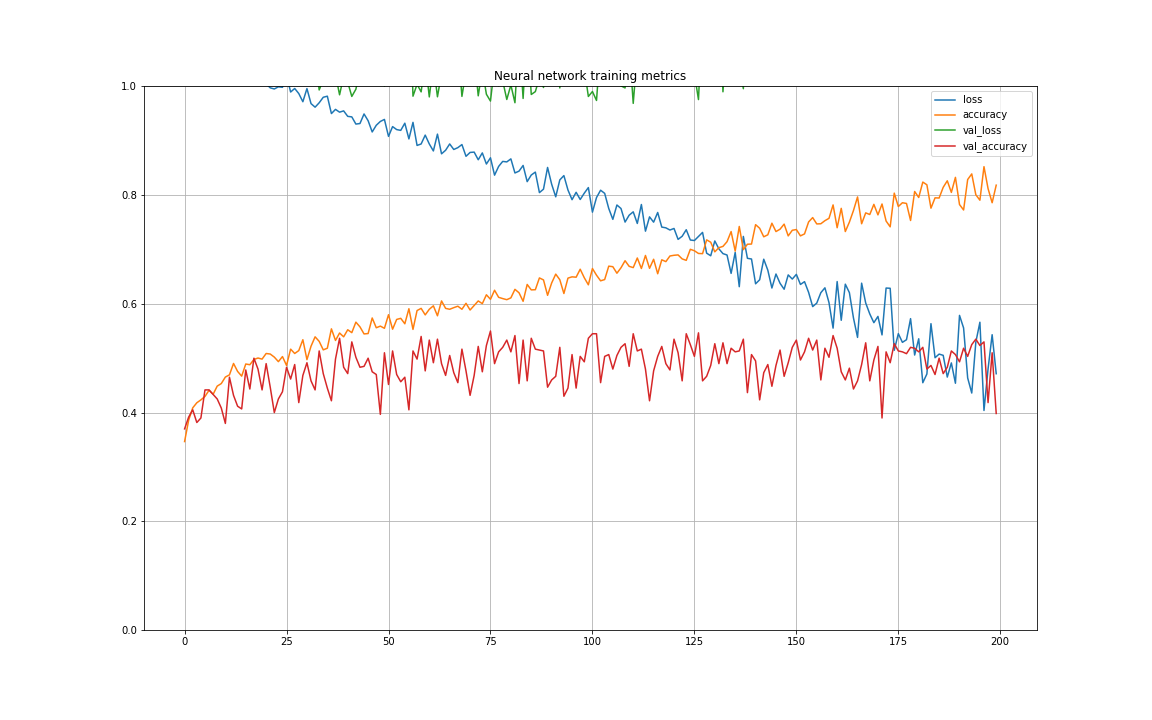 Neural network training metrics
loss
accuracy
val_loss
val_accuracy
1.0
0.8
0.6
0.4
0.2
0.0
0 25 50 75 100 125 150 175 200